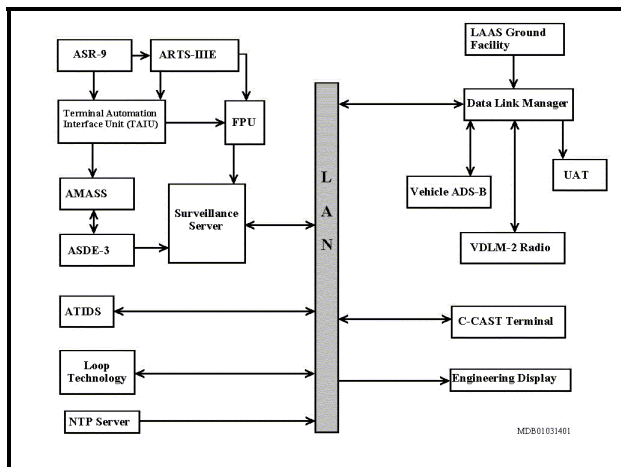 ASR-9
ARTS-IIIE
LAAS Ground
Facility
Terminal Automation
Interface Unit (TAIU)
FPU
Data Link Manager
AMASS
Surveillance
Server
L
A
N
Vehicle ADS-B
UAT
ASDE-3
VDLM-2 Radio
ATIDS
C-CAST Terminal
Loop
Technology
Engineering Display
NTP Server
MDB01031401